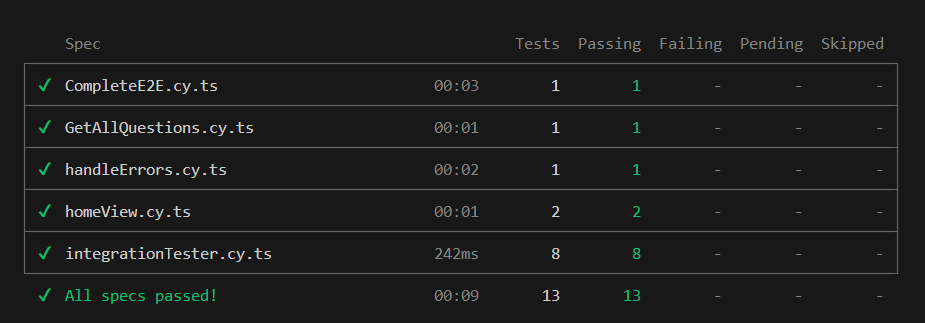 Spec Tests Passing Failing Pending Skipped
✓ CompleteE2E.cy.ts 00:03 1 1 - - -
✓ GetAllQuestions.cy.ts 00:01 1 1 - - -
✓ handleErrors.cy.ts 00:02 1 1 - - -
✓ homeView.cy.ts 00:01 2 2 - - -
✓ integrationTester.cy.ts 242ms 8 8 - - -
✓ All specs passed! 00:09 13 13 - - -